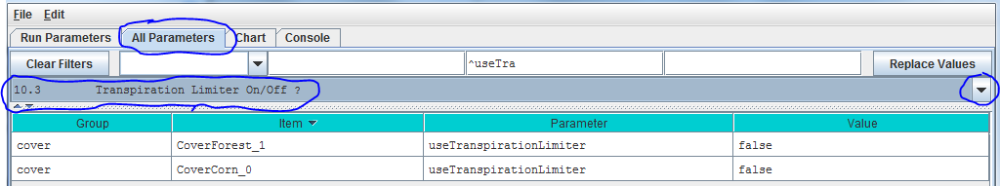 File Edit
Run Parameters All Parameters Chart Console
Clear Filters ^useTra Replace Values
10.3 Transpiration Limiter On/Off ?
Group Item Parameter Value
cover CoverForest_1 useTranspirationLimiter false
cover CoverCorn_0 useTranspirationLimiter false